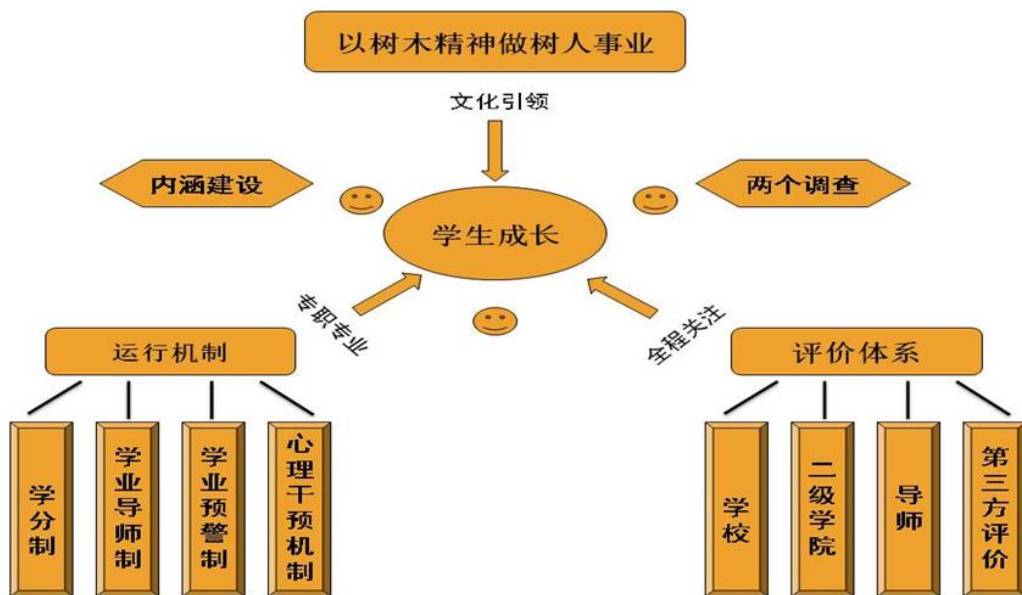 以树木精神做树人事业
文化引领
内涵建设
两个调查
学生成长
专职专业
全程关注
运行机制
评价体系
学分制
学业导师制
学业预警制
心理干预机制
学校
二级学院
导师
第三方评价